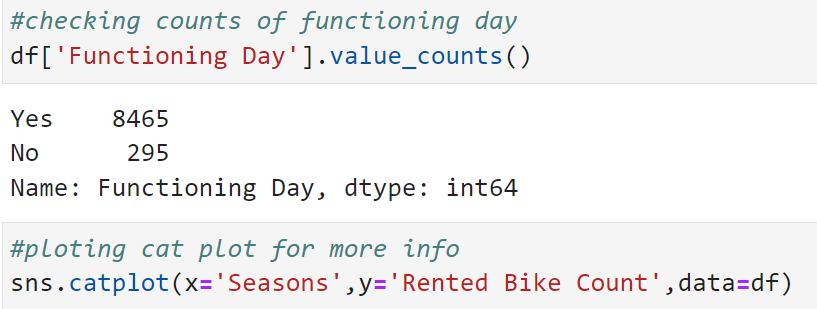 #checking counts of functioning day
df['Functioning Day'].value_counts()
Yes    8465
No      295
Name: Functioning Day, dtype: int64
#ploting cat plot for more info
sns.catplot(x='Seasons',y='Rented Bike Count',data=df)